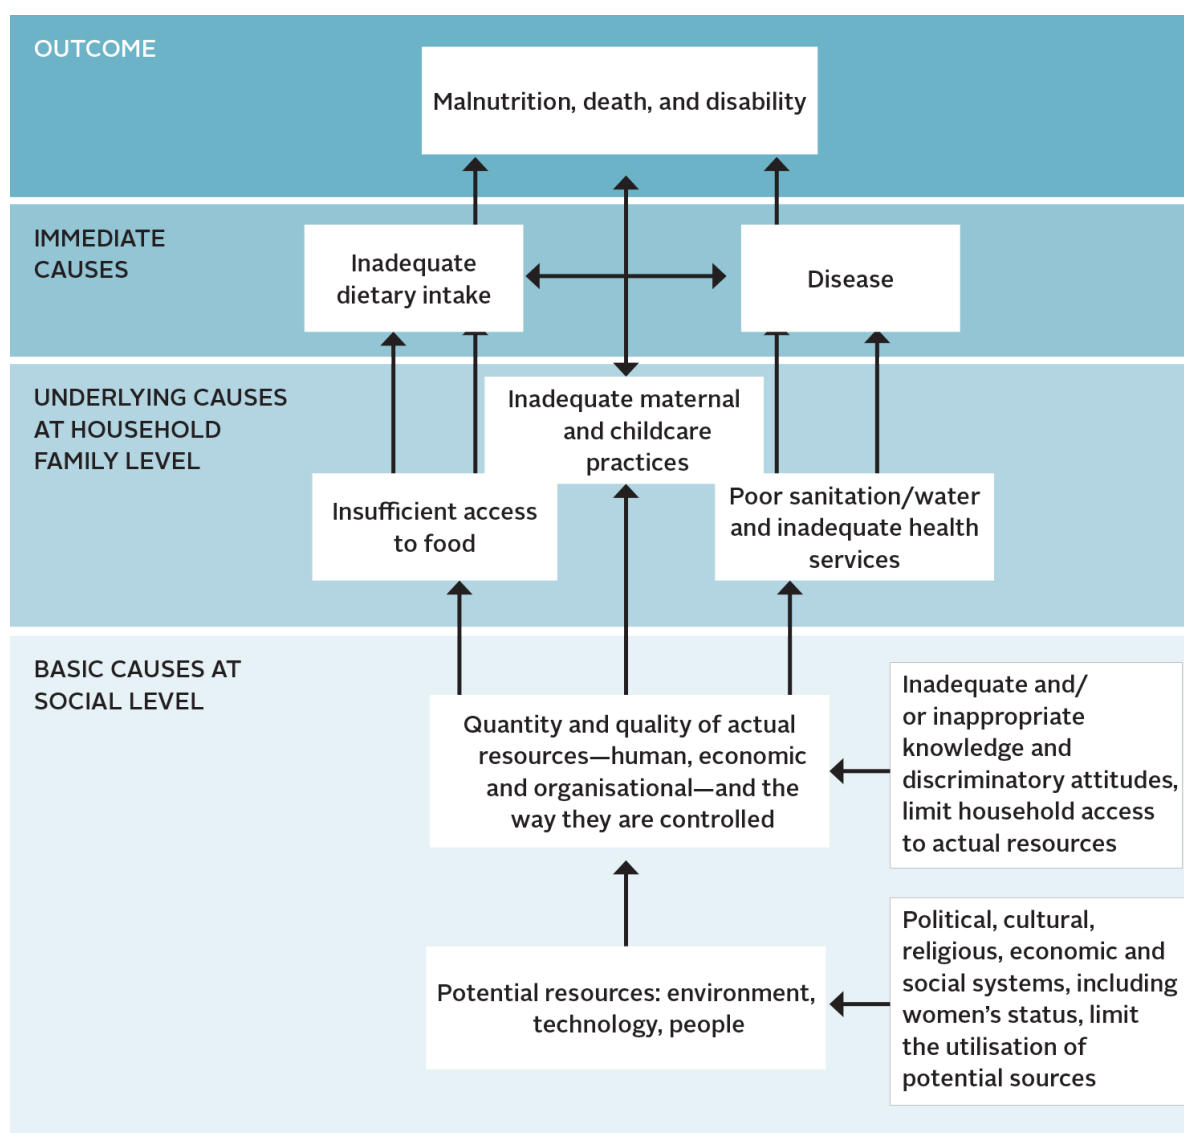 OUTCOME
Malnutrition, death, and disability
IMMEDIATE
CAUSES
Inadequate
dietary intake
Disease
UNDERLYING CAUSES
AT HOUSEHOLD
FAMILY LEVEL
Inadequate maternal
and childcare
practices
Insufficient access
to food
Poor sanitation/water
and inadequate health
services
BASIC CAUSES AT
SOCIAL LEVEL
Quantity and quality of actual
resources—human, economic
and organisational—and the
way they are controlled
Inadequate and/
or inappropriate
knowledge and
discriminatory attitudes,
limit household access
to actual resources
Potential resources: environment,
technology, people
Political, cultural,
religious, economic and
social systems, including
women’s status, limit
the utilisation of
potential sources